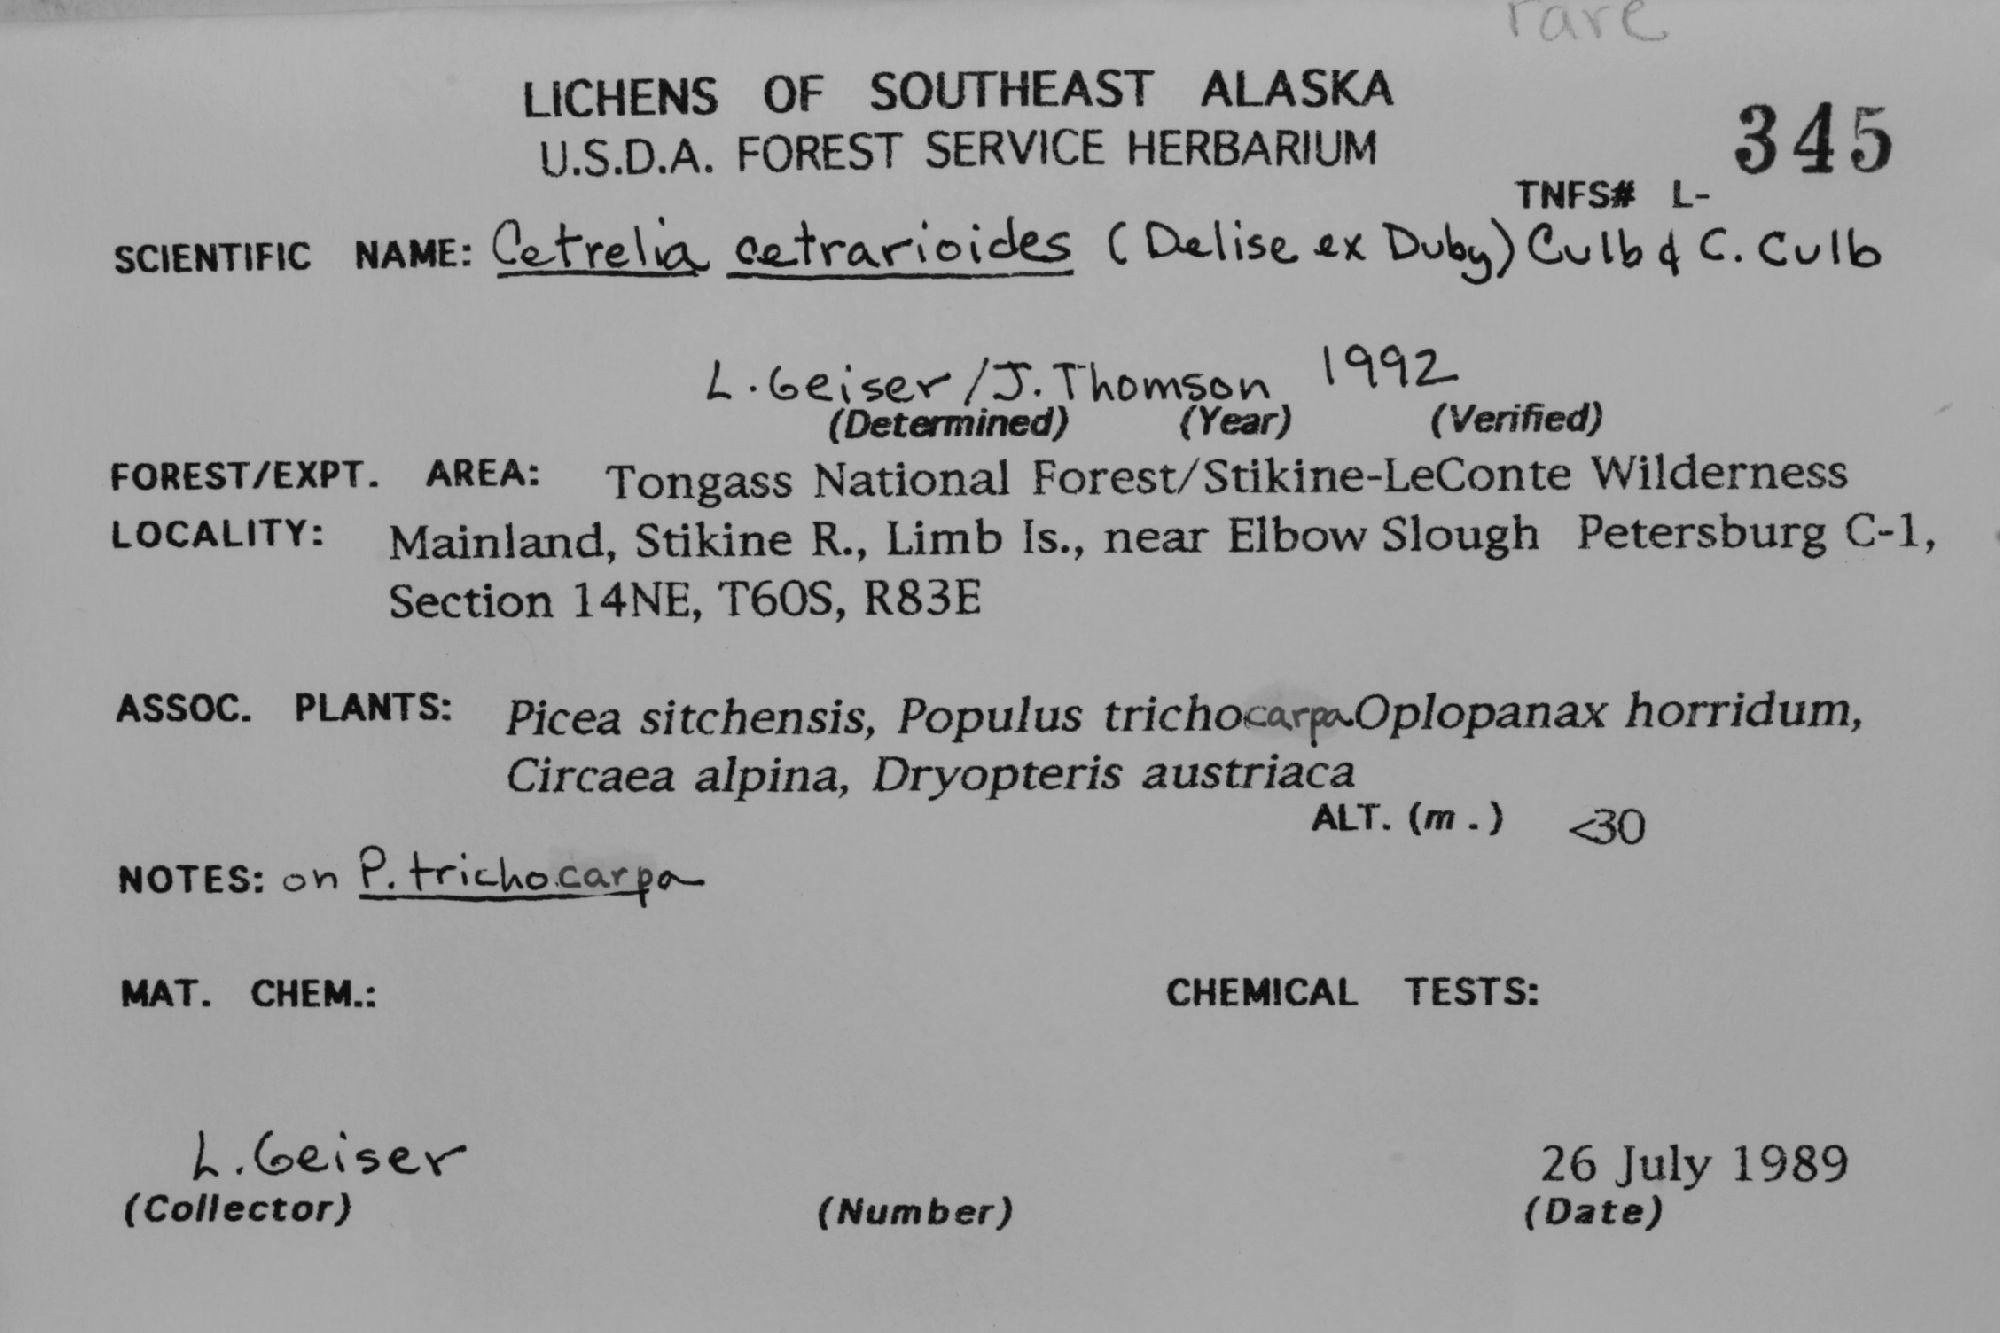 rare
LICHENS OF SOUTHEAST ALASKA
U.S.D.A. FOREST SERVICE HERBARIUM
TNFS# L- 345
SCIENTIFIC NAME: Cetrelia cetrarioides (Delise ex Duby) Culb & C. Culb
L. Geiser/J. Thomson 1992
(Determined) (Year) (Verified)
FOREST/EXPT. AREA: Tongass National Forest/Stikine-LeConte Wilderness
LOCALITY: Mainland, Stikine R., Limb Is., near Elbow Slough Petersburg C-1,
Section 14NE, T60S, R83E
ASSOC. PLANTS: Picea sitchensis, Populus trichocarpa Oplopanax horridum,
Circaea alpina, Dryopteris austriaca
ALT. (m.) <30
NOTES: on P. trichocarpa
MAT. CHEM.: CHEMICAL TESTS:
L. Geiser 26 July 1989
(Collector) (Number) (Date)